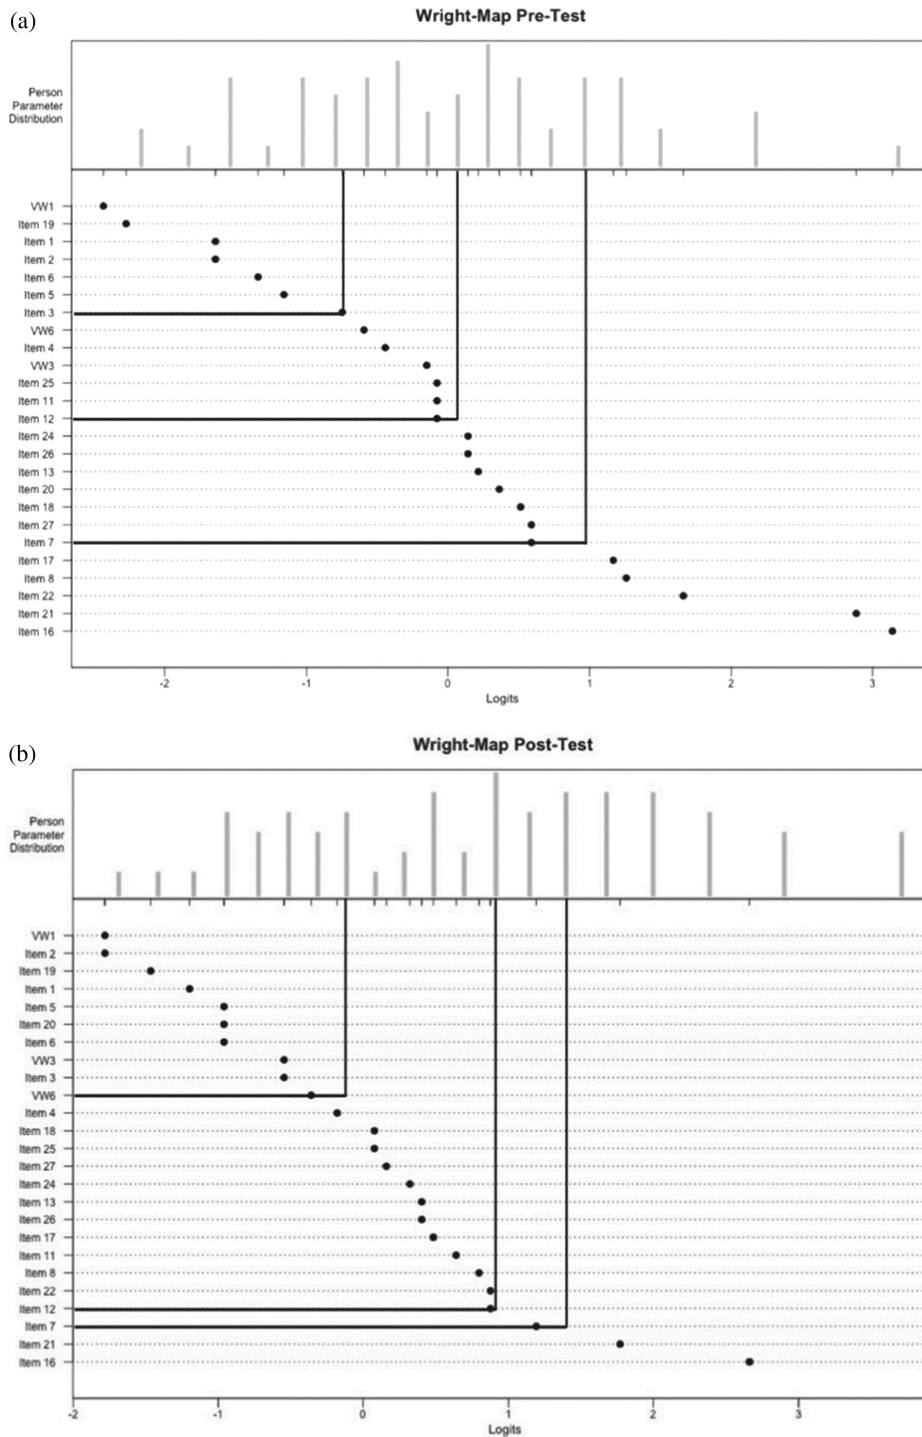 (a)
Wright-Map Pre-Test
Person
Parameter
Distribution
VW1
Item 19
Item 1
Item 2
Item 6
Item 5
Item 3
VW6
Item 4
VW3
Item 25
Item 11
Item 12
Item 24
Item 26
Item 13
Item 20
Item 18
Item 27
Item 7
Item 17
Item 8
Item 22
Item 21
Item 16
-2 -1 0 1 2 3
Logits
(b)
Wright-Map Post-Test
Person
Parameter
Distribution
VW1
Item 2
Item 19
Item 1
Item 5
Item 20
Item 6
VW3
Item 3
VW6
Item 4
Item 18
Item 25
Item 27
Item 24
Item 13
Item 26
Item 17
Item 11
Item 8
Item 22
Item 12
Item 7
Item 21
Item 16
-2 -1 0 1 2 3
Logits